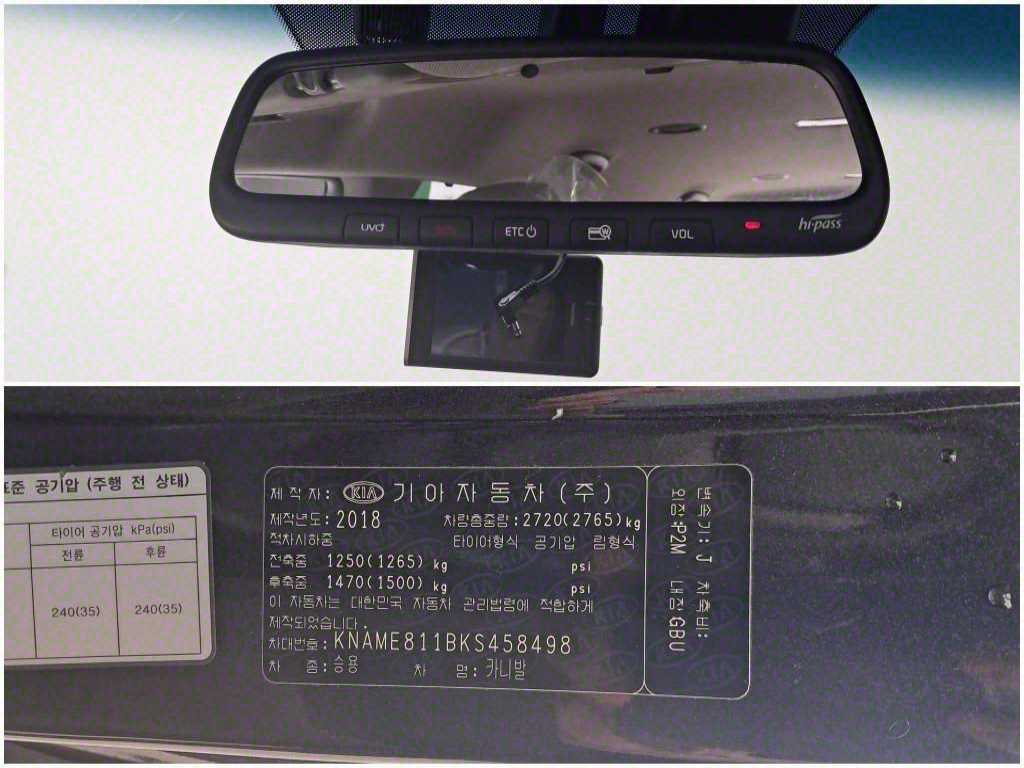 UVO
SOS
ETC
W
VOL
hi-pass
표준 공기압 (주행 전 상태)
타이어 공기압 kPa(psi)
전륜 후륜
240(35) 240(35)
제작자: KIA 기아자동차(주)
제작년도:2018 차량총중량:2720(2765)kg
적차시하중 타이어형식 공기압 림형식
전축중 1250(1265) kg psi
후축중 1470(1500) kg psi
이 자동차는 대한민국 자동차 관리법령에 적합하게
제작되었습니다.
차대번호:KNAME811BKS458498
차 종:승용 차 명:카니발
변속기:J 차축비:
외장:P2M 내장:GBU